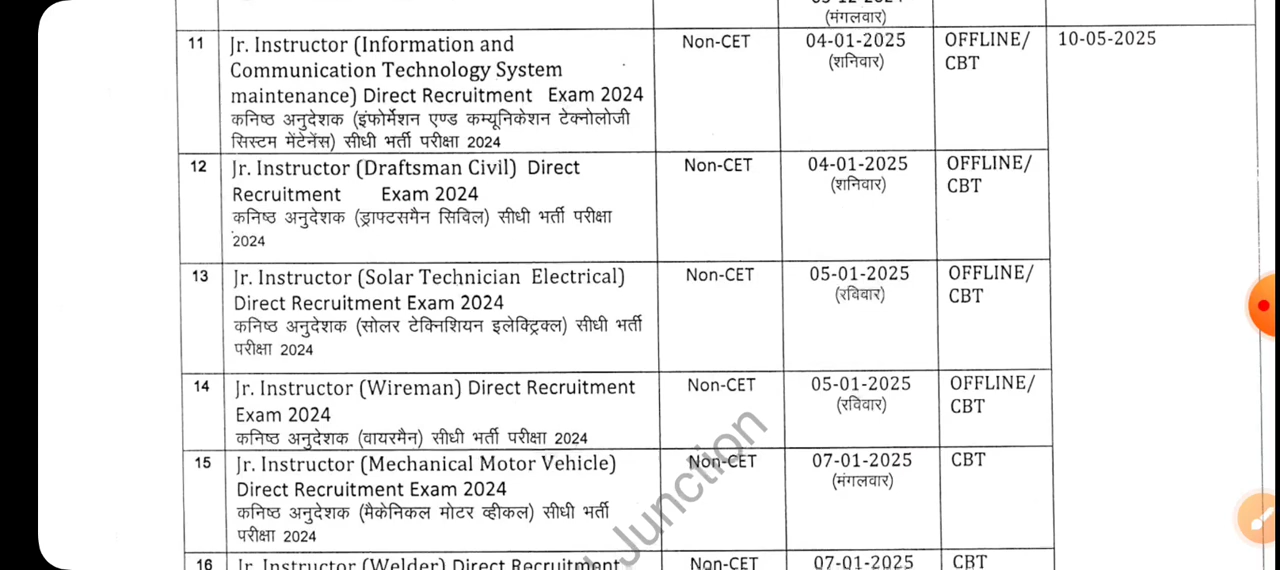 (मंगलवार)
11 Jr. Instructor (Information and Non-CET 04-01-2025 OFFLINE/ 10-05-2025
Communication Technology System (शनिवार) CBT
maintenance) Direct Recruitment Exam 2024
कनिष्ठ अनुदेशक (इंफोर्मेशन एण्ड कम्यूनिकेशन टेक्नोलोजी
सिस्टम मेंटेनेंस) सीधी भर्ती परीक्षा 2024
12 Jr. Instructor (Draftsman Civil) Direct Non-CET 04-01-2025 OFFLINE/
Recruitment Exam 2024 (शनिवार) CBT
कनिष्ठ अनुदेशक (ड्राफ्टसमैन सिविल) सीधी भर्ती परीक्षा
2024
13 Jr. Instructor (Solar Technician Electrical) Non-CET 05-01-2025 OFFLINE/
Direct Recruitment Exam 2024 (रविवार) CBT
कनिष्ठ अनुदेशक (सोलर टेक्निशियन इलेक्ट्रिक्ल) सीधी भर्ती
परीक्षा 2024
14 Jr. Instructor (Wireman) Direct Recruitment Non-CET 05-01-2025 OFFLINE/
Exam 2024 (रविवार) CBT
कनिष्ठ अनुदेशक (वायरमैन) सीधी भर्ती परीक्षा 2024
15 Jr. Instructor (Mechanical Motor Vehicle) Non-CET 07-01-2025 CBT
Direct Recruitment Exam 2024 (मंगलवार)
कनिष्ठ अनुदेशक (मैकेनिकल मोटर व्हीकल) सीधी भर्ती
परीक्षा 2024
16 Jr. Instructor (Welder) Direct Recruitment Non-CET 07-01-2025 CBT
Junction